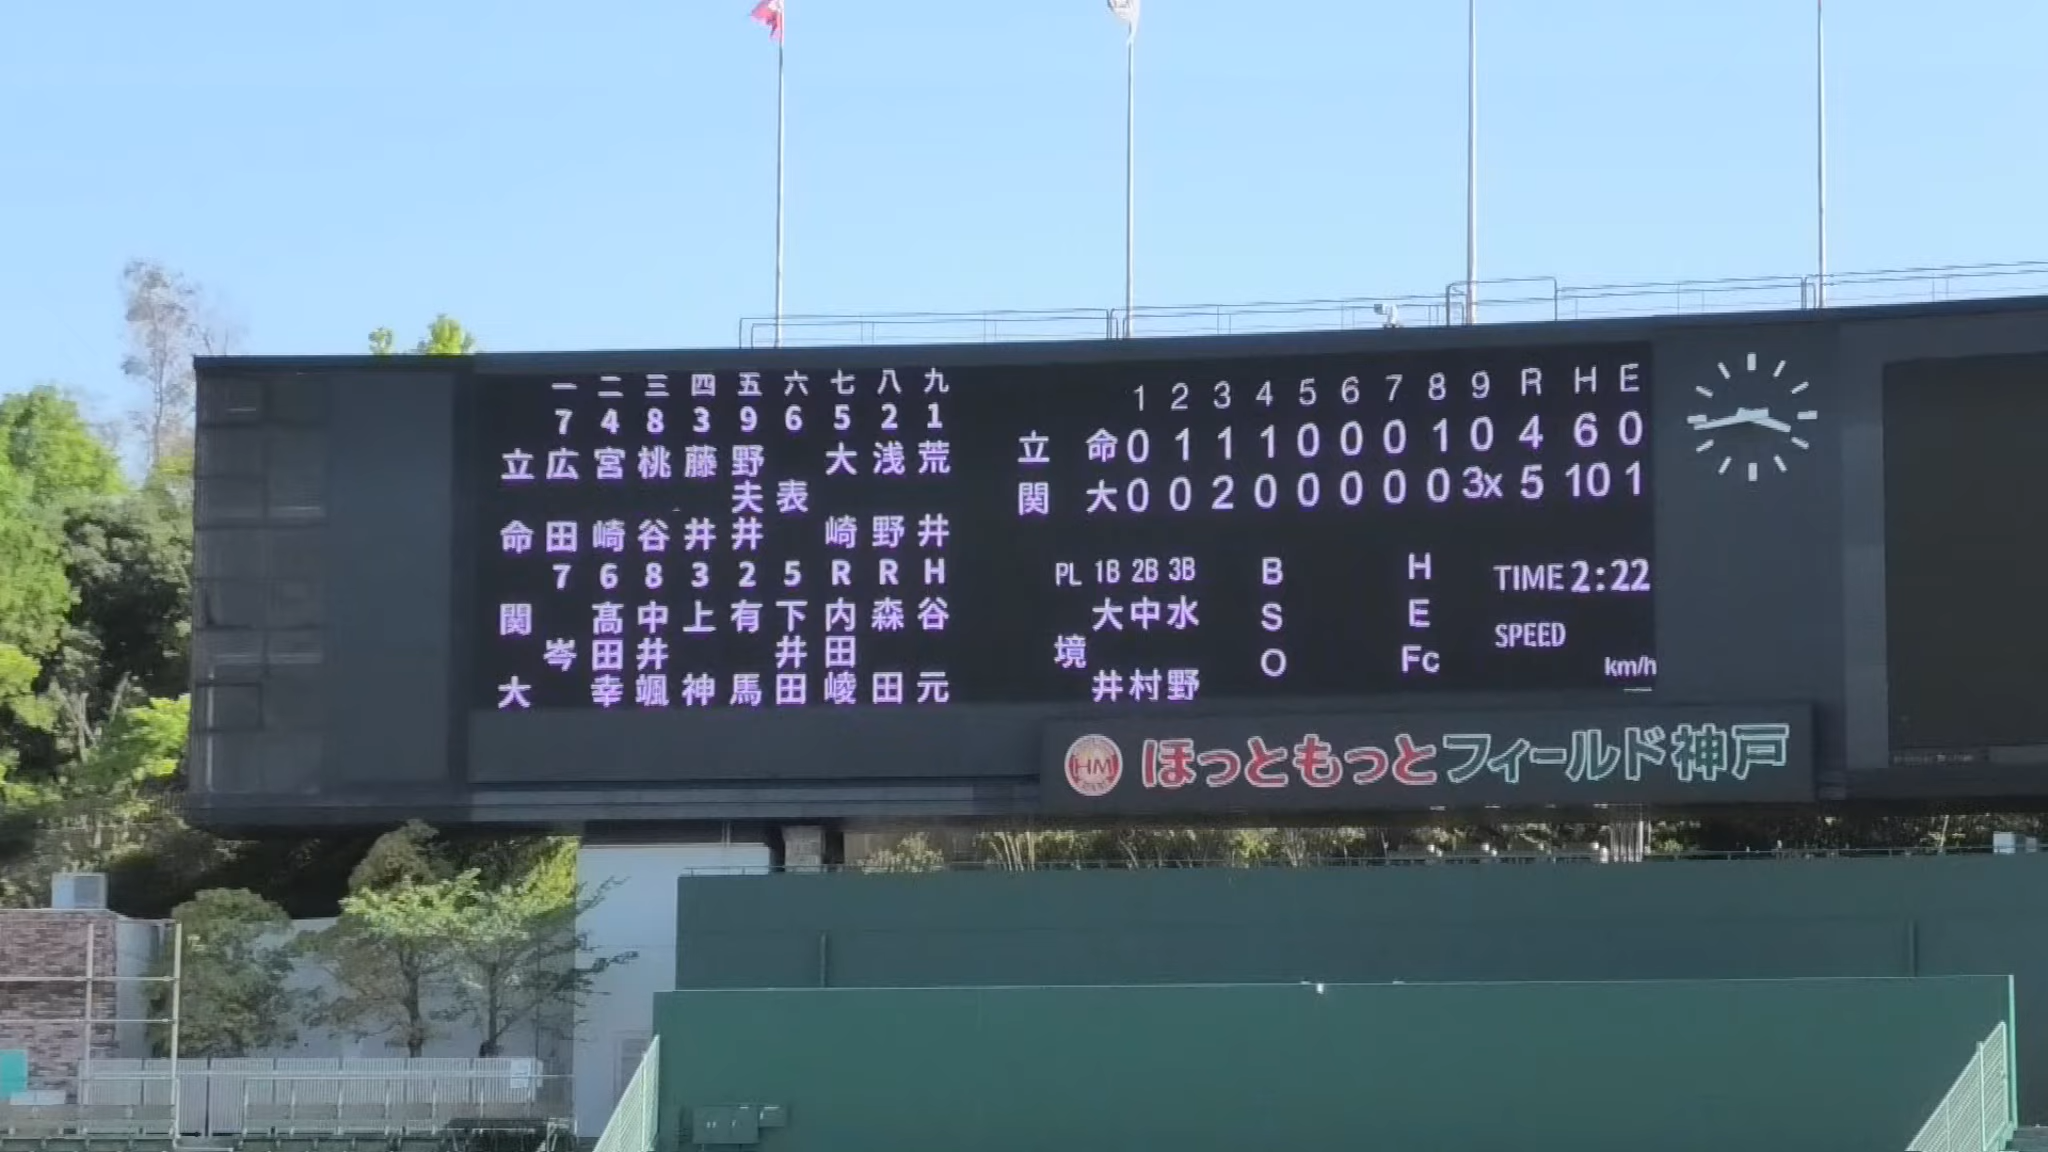 一 二 三 四 五 六 七 八 九
7 4 8 3 9 6 5 2 1
立命 広田 宮崎 桃谷 藤井 野夫井 表 大崎 浅野 荒井
7 6 8 3 2 5 R R H
関大 岑 髙田幸 中井颯 上神 有馬 下井田 内田崚 森田 谷元
1 2 3 4 5 6 7 8 9 R H E
立命 0 1 1 1 0 0 0 1 0 4 6 0
関大 0 0 2 0 0 0 0 0 3x 5 10 1
PL 1B 2B 3B
境 大井 中村 水野
B
S
O
H
E
Fc
TIME 2:22
SPEED
km/h
HM ほっともっとフィールド神戸